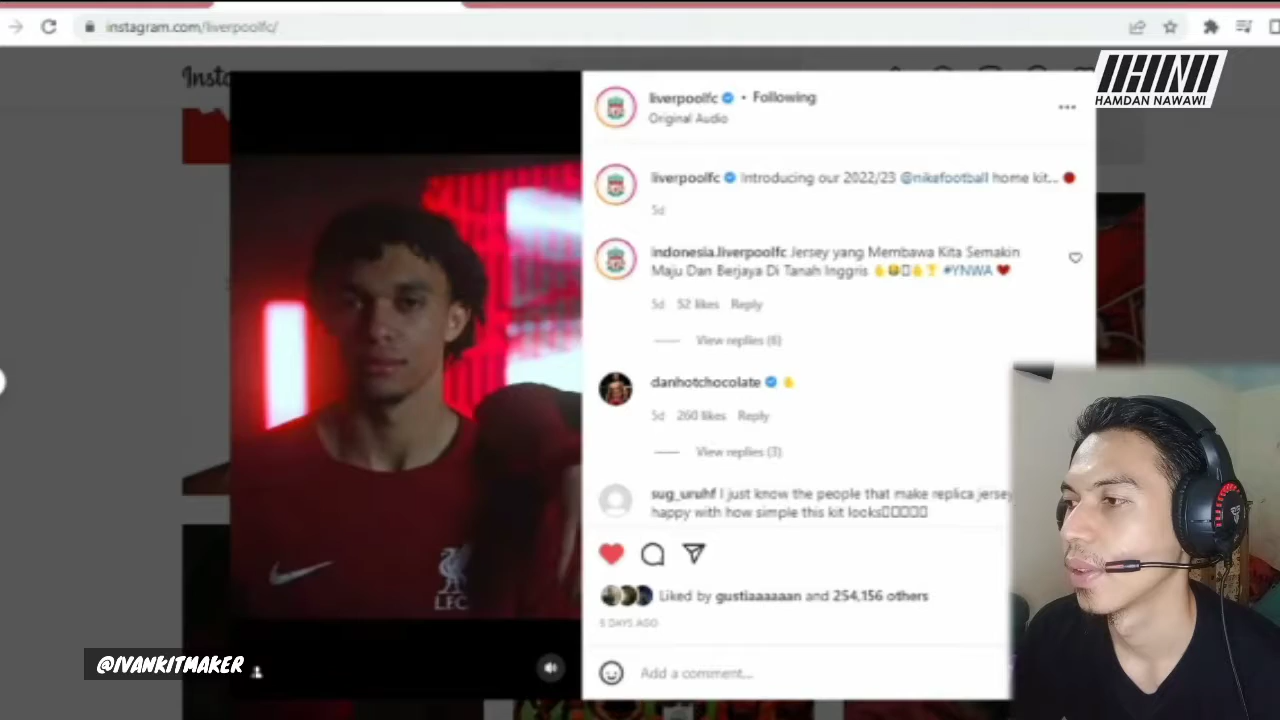 instagram.com/liverpoolfc/
Insta
HAMDAN NAWAWI
liverpoolfc • Following
Original Audio
liverpoolfc Introducing our 2022/23 @nikefootball home kit...
5d
indonesia.liverpoolfc Jersey yang Membawa Kita Semakin
Maju Dan Berjaya Di Tanah Inggris #YNWA
5d 52 likes Reply
View replies (6)
danhotchocolate
5d 260 likes Reply
View replies (3)
sug_uruhf I just know the people that make replica jersey
happy with how simple this kit looks
Liked by gustiaaaaaan and 254,156 others
5 DAYS AGO
Add a comment...
L.F.C.
@IVANKITMAKER